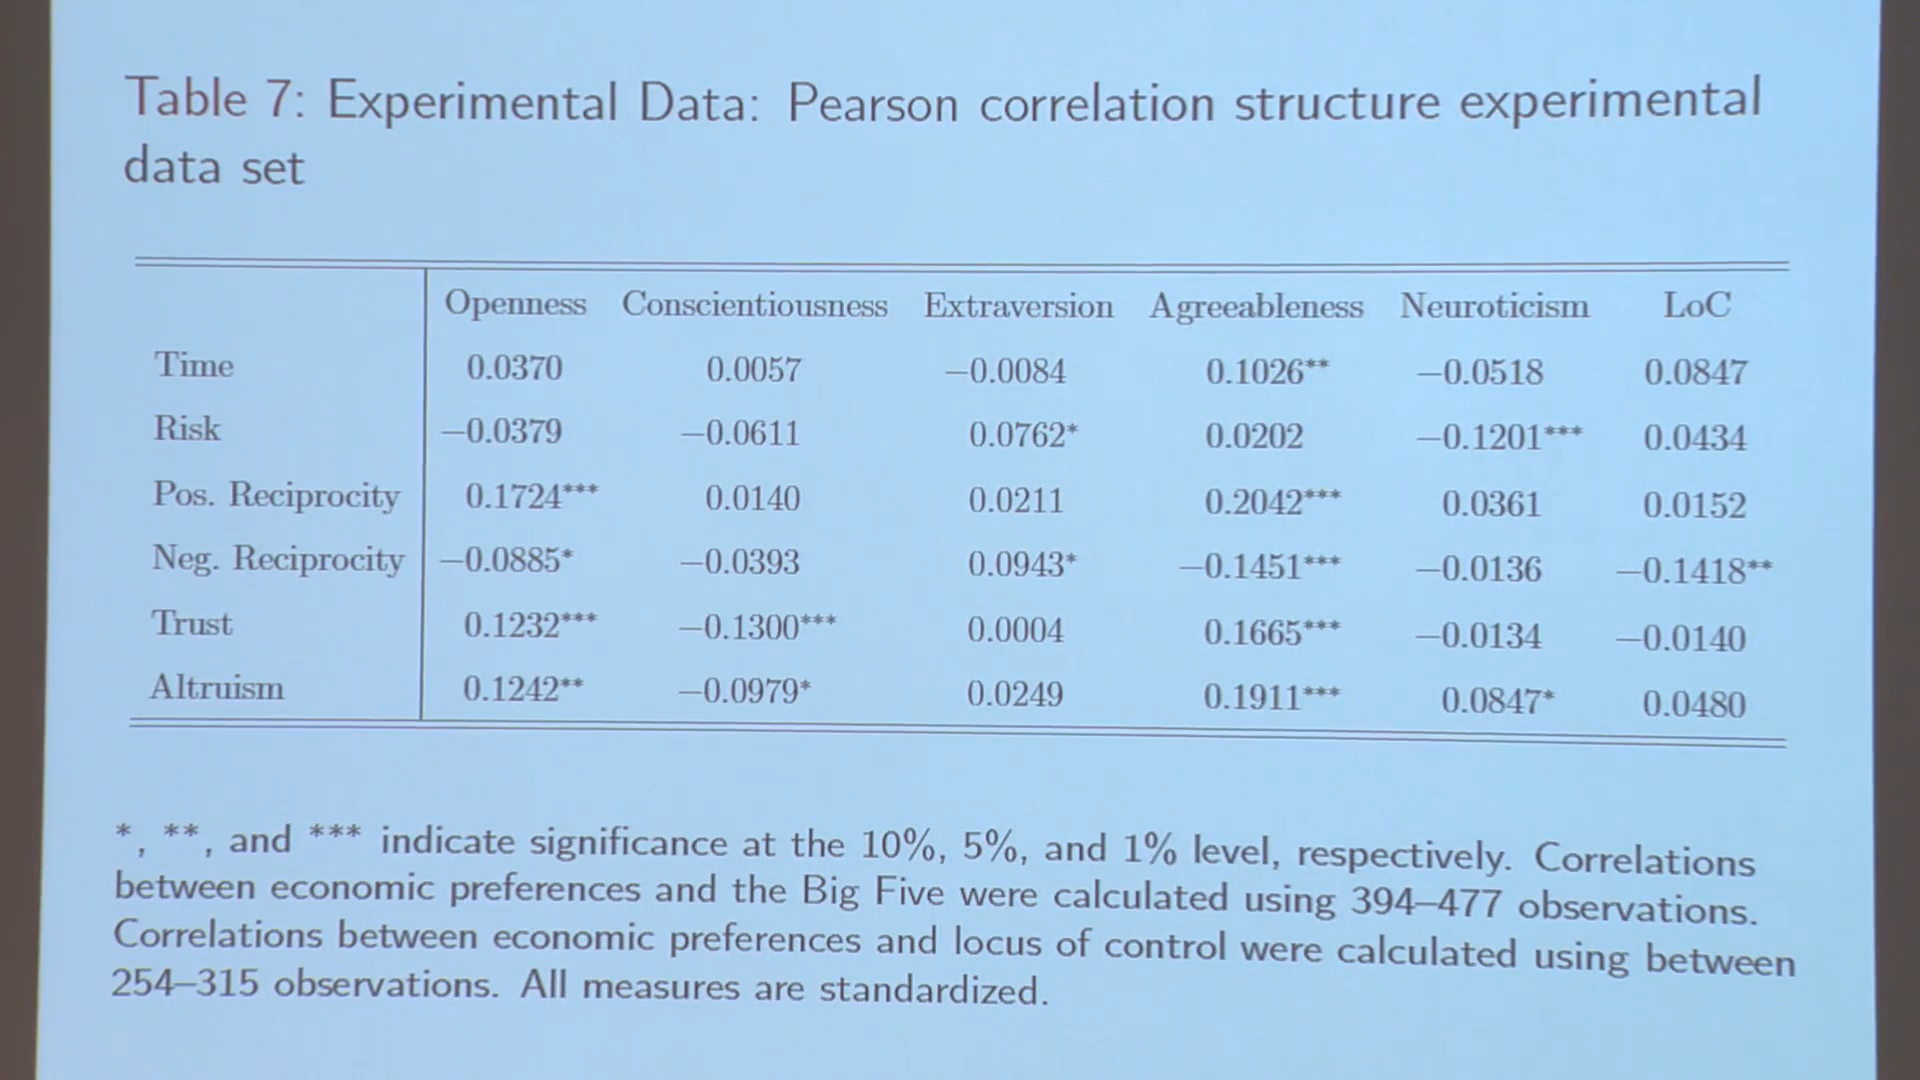 Table 7: Experimental Data: Pearson correlation structure experimental
data set
Openness Conscientiousness Extraversion Agreeableness Neuroticism LoC
Time 0.0370 0.0057 −0.0084 0.1026** −0.0518 0.0847
Risk −0.0379 −0.0611 0.0762* 0.0202 −0.1201*** 0.0434
Pos. Reciprocity 0.1724*** 0.0140 0.0211 0.2042*** 0.0361 0.0152
Neg. Reciprocity −0.0885* −0.0393 0.0943* −0.1451*** −0.0136 −0.1418**
Trust 0.1232*** −0.1300*** 0.0004 0.1665*** −0.0134 −0.0140
Altruism 0.1242** −0.0979* 0.0249 0.1911*** 0.0847* 0.0480
*, **, and *** indicate significance at the 10%, 5%, and 1% level, respectively. Correlations
between economic preferences and the Big Five were calculated using 394–477 observations.
Correlations between economic preferences and locus of control were calculated using between
254–315 observations. All measures are standardized.